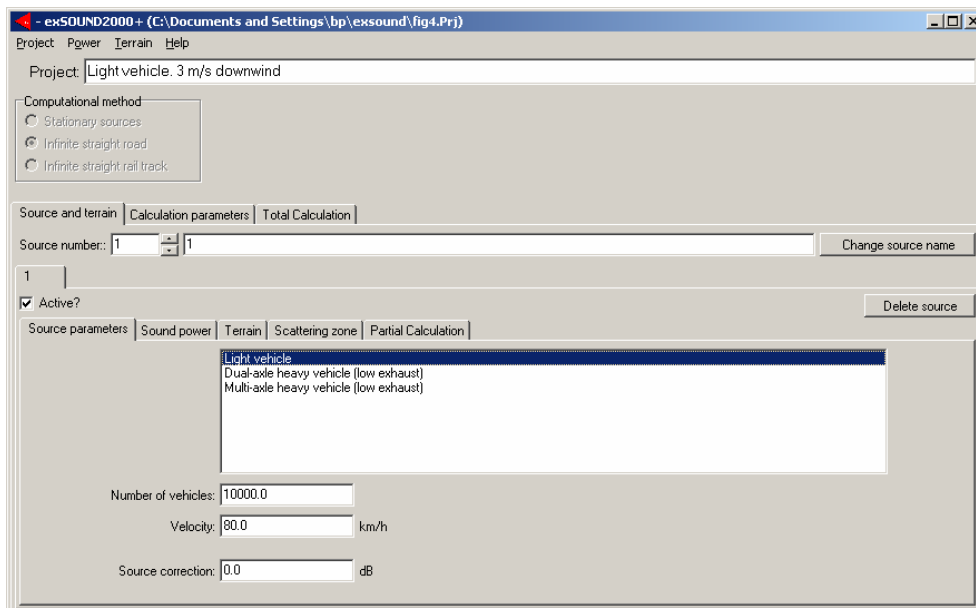 - exSOUND2000+ (C:\Documents and Settings\bp\exsound\fig4.Prj)
Project Power Terrain Help
Project: Light vehicle. 3 m/s downwind
Computational method
Stationary sources
Infinite straight road
Infinite straight rail track
Source and terrain Calculation parameters Total Calculation
Source number:: 1 1 Change source name
1
Active? Delete source
Source parameters Sound power Terrain Scattering zone Partial Calculation
Light vehicle
Dual-axle heavy vehicle (low exhaust)
Multi-axle heavy vehicle (low exhaust)
Number of vehicles: 10000.0
Velocity: 80.0 km/h
Source correction: 0.0 dB